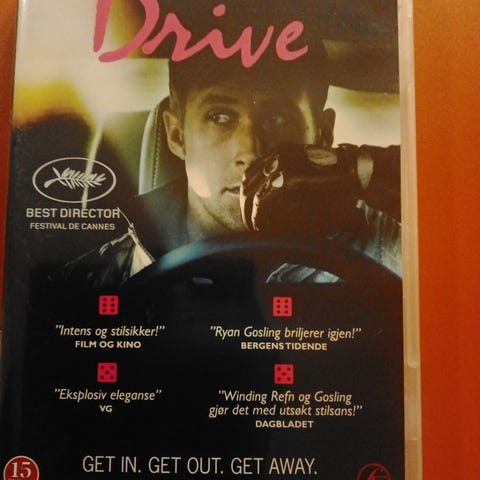 Drive
BEST DIRECTOR
FESTIVAL DE CANNES
"Intens og stilsikker!"
FILM OG KINO
"Ryan Gosling briljerer igjen!"
BERGENS TIDENDE
"Eksplosiv eleganse"
VG
"Winding Refn og Gosling
gjør det med utsøkt stilsans!"
DAGBLADET
15
GET IN. GET OUT. GET AWAY.